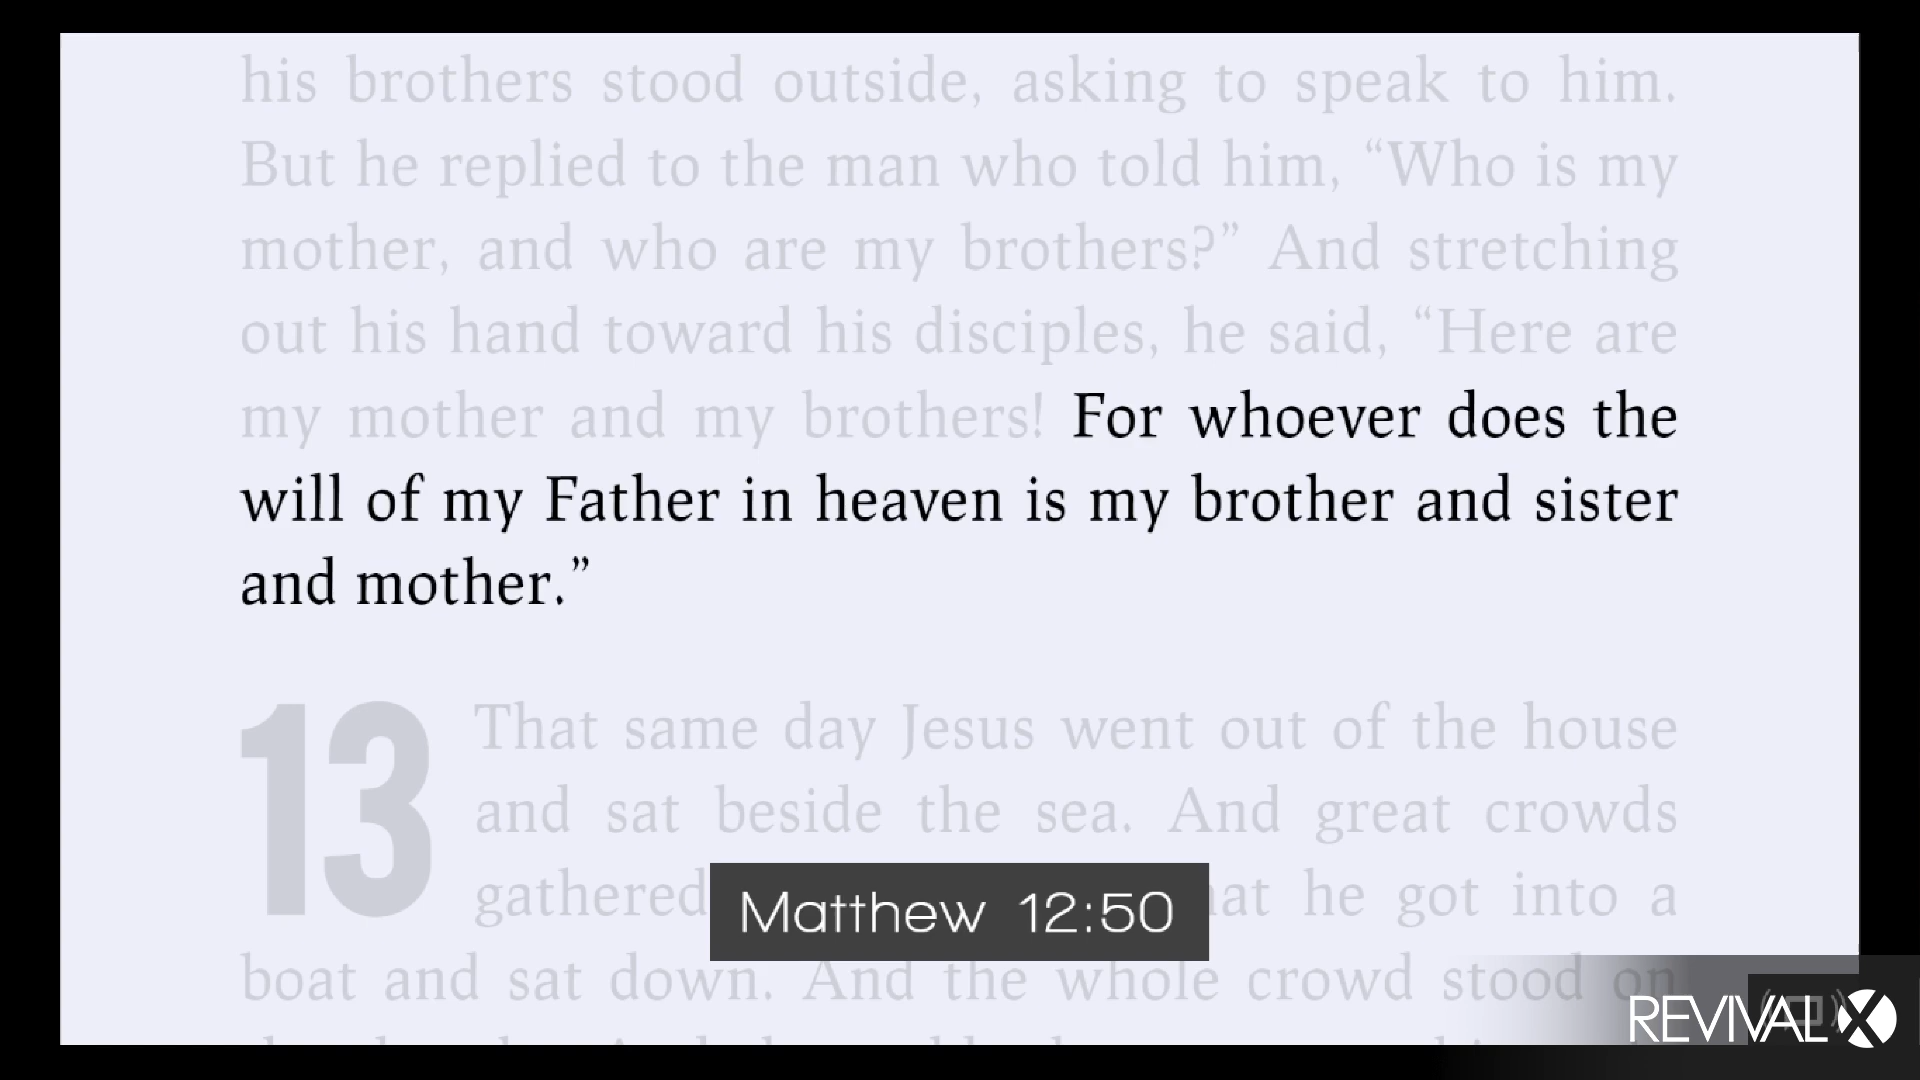 his brothers stood outside, asking to speak to him.
But he replied to the man who told him, “Who is my
mother, and who are my brothers?” And stretching
out his hand toward his disciples, he said, “Here are
my mother and my brothers! For whoever does the
will of my Father in heaven is my brother and sister
and mother.”
13 That same day Jesus went out of the house
and sat beside the sea. And great crowds
gathered he got into a
Matthew 12:50
boat and sat down. And the whole crowd stood on
REVIVALX